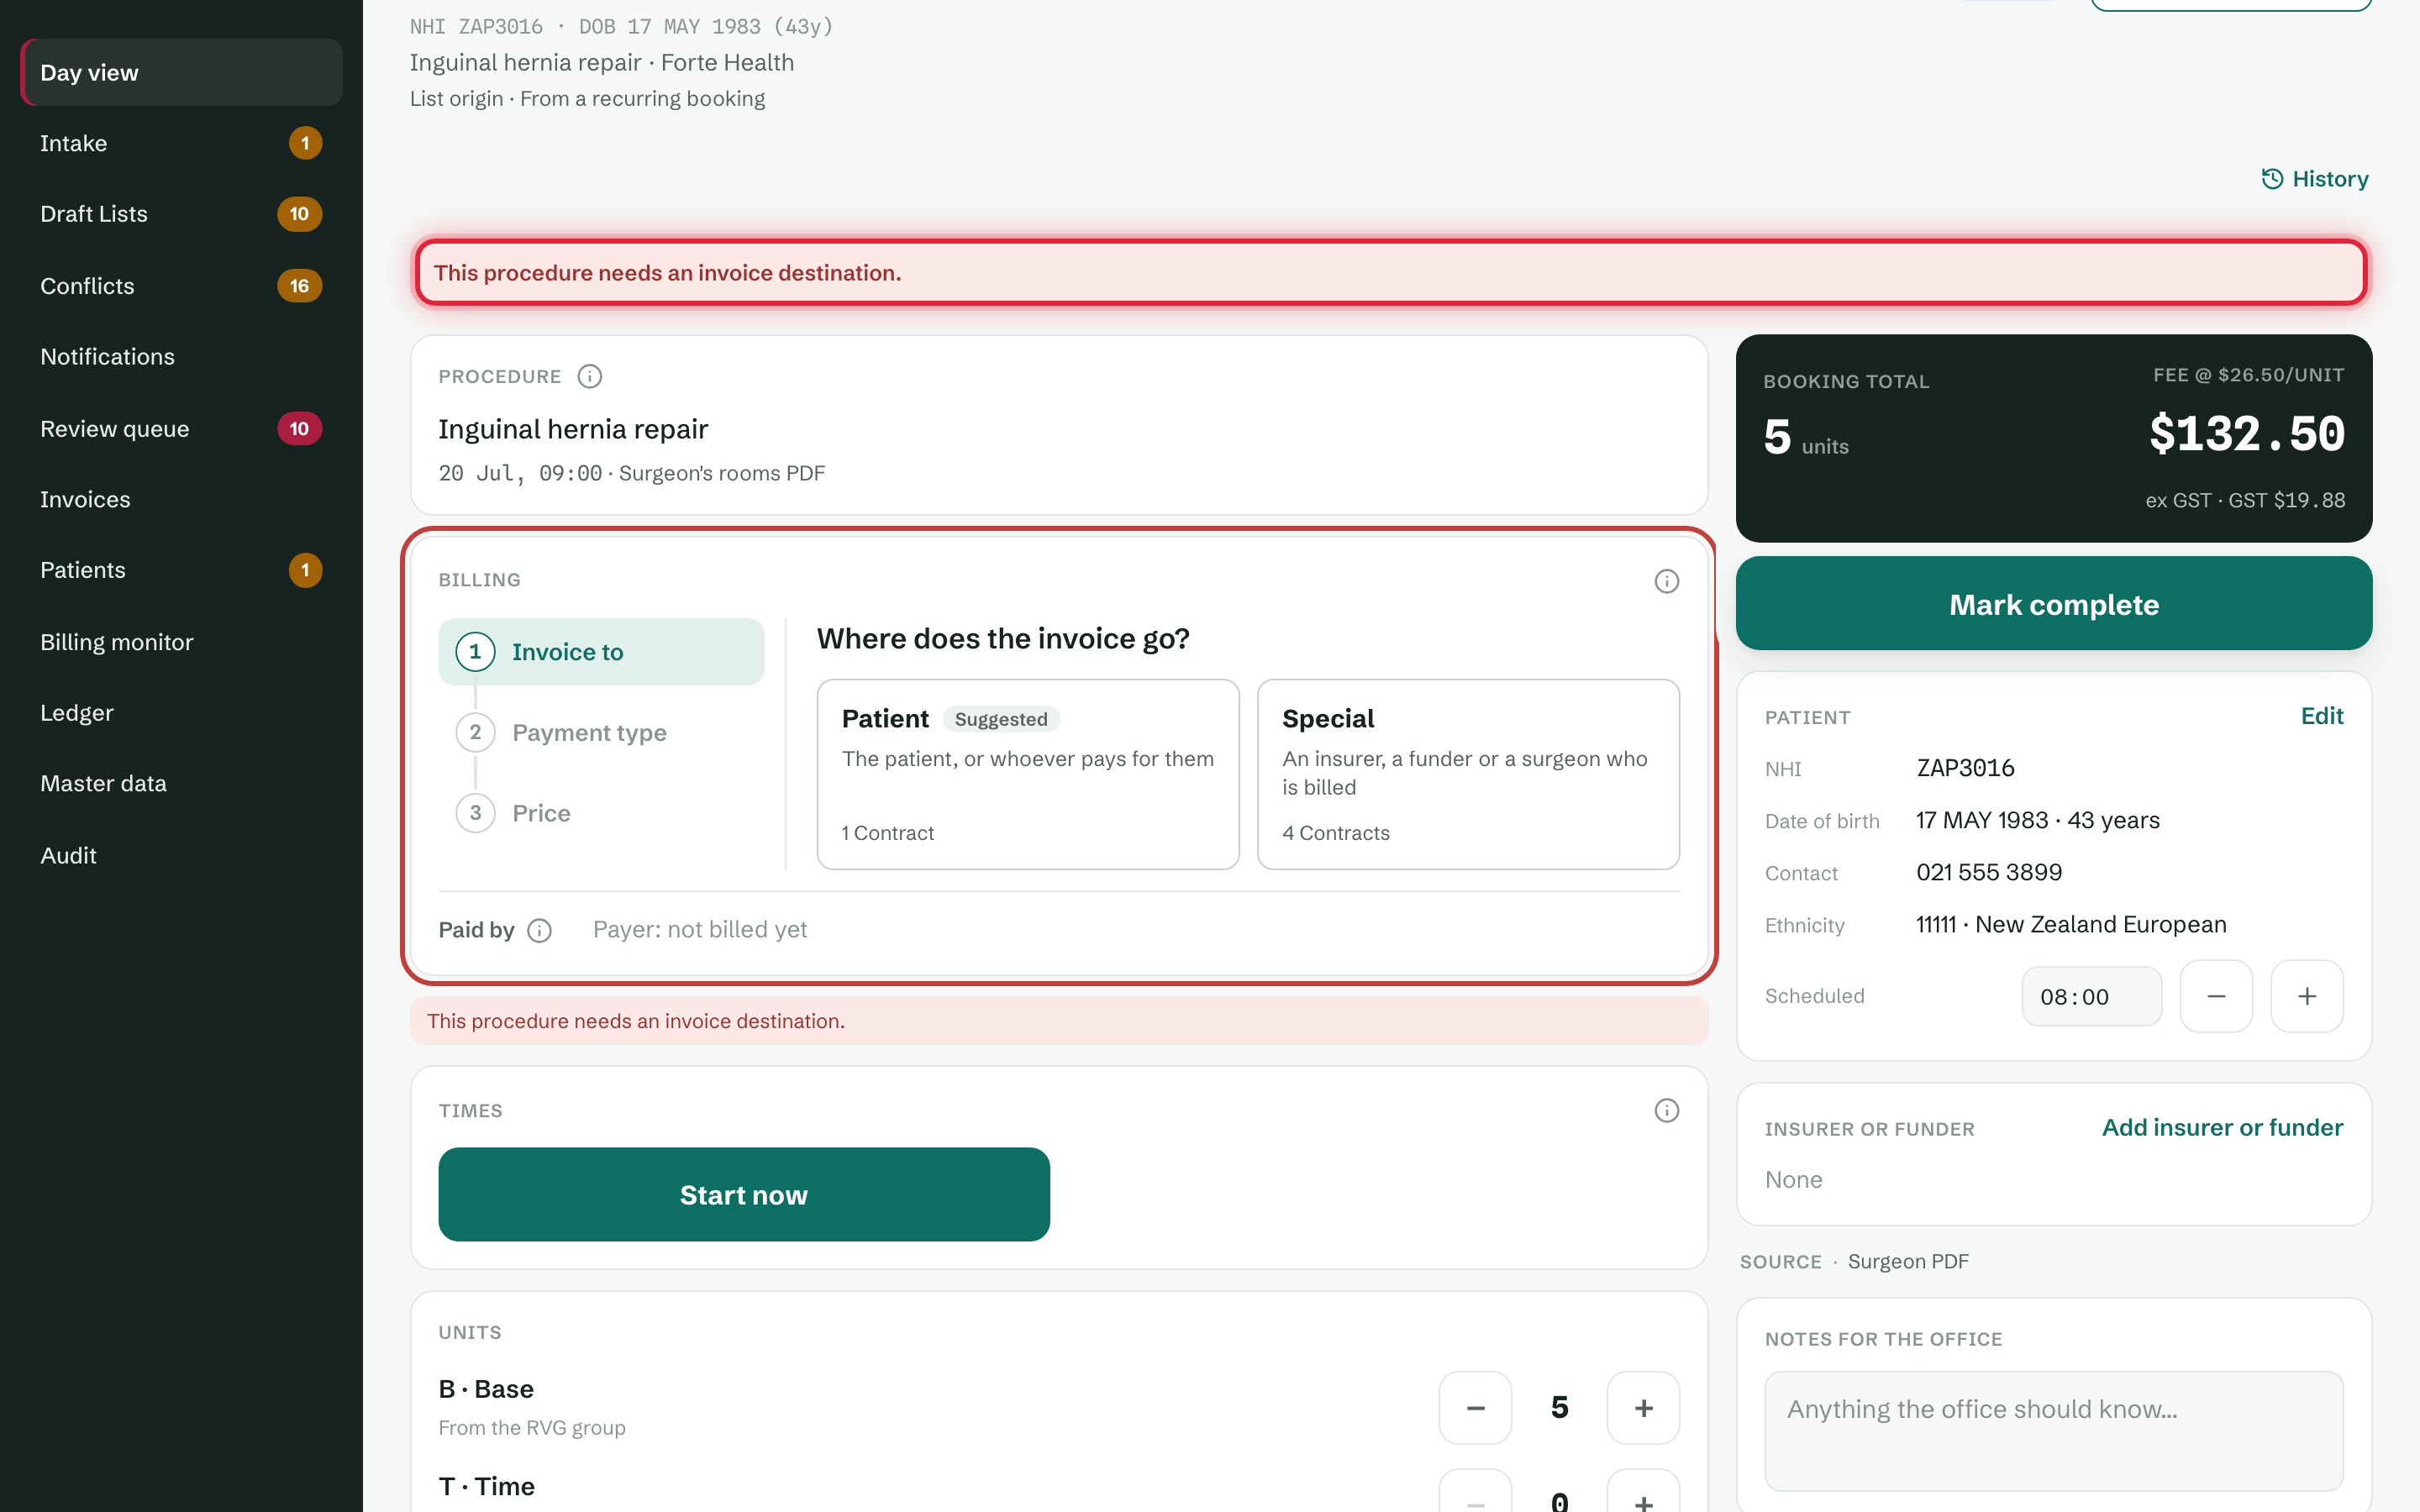 Day view
Intake 1
Draft Lists 10
Conflicts 16
Notifications
Review queue 10
Invoices
Patients 1
Billing monitor
Ledger
Master data
Audit
NHI ZAP3016 · DOB 17 MAY 1983 (43y)
Inguinal hernia repair · Forte Health
List origin · From a recurring booking
History
This procedure needs an invoice destination.
PROCEDURE
Inguinal hernia repair
20 Jul, 09:00 · Surgeon's rooms PDF
BILLING
1 Invoice to
2 Payment type
3 Price
Where does the invoice go?
Patient Suggested
The patient, or whoever pays for them
1 Contract
Special
An insurer, a funder or a surgeon who
is billed
4 Contracts
Paid by Payer: not billed yet
This procedure needs an invoice destination.
TIMES
Start now
UNITS
B · Base
From the RVG group
− 5 +
T · Time
− 0 +
BOOKING TOTAL
5 units
FEE @ $26.50/UNIT
$132.50
ex GST · GST $19.88
Mark complete
PATIENT Edit
NHI ZAP3016
Date of birth 17 MAY 1983 · 43 years
Contact 021 555 3899
Ethnicity 11111 · New Zealand European
Scheduled 08:00 − +
INSURER OR FUNDER Add insurer or funder
None
SOURCE · Surgeon PDF
NOTES FOR THE OFFICE
Anything the office should know...